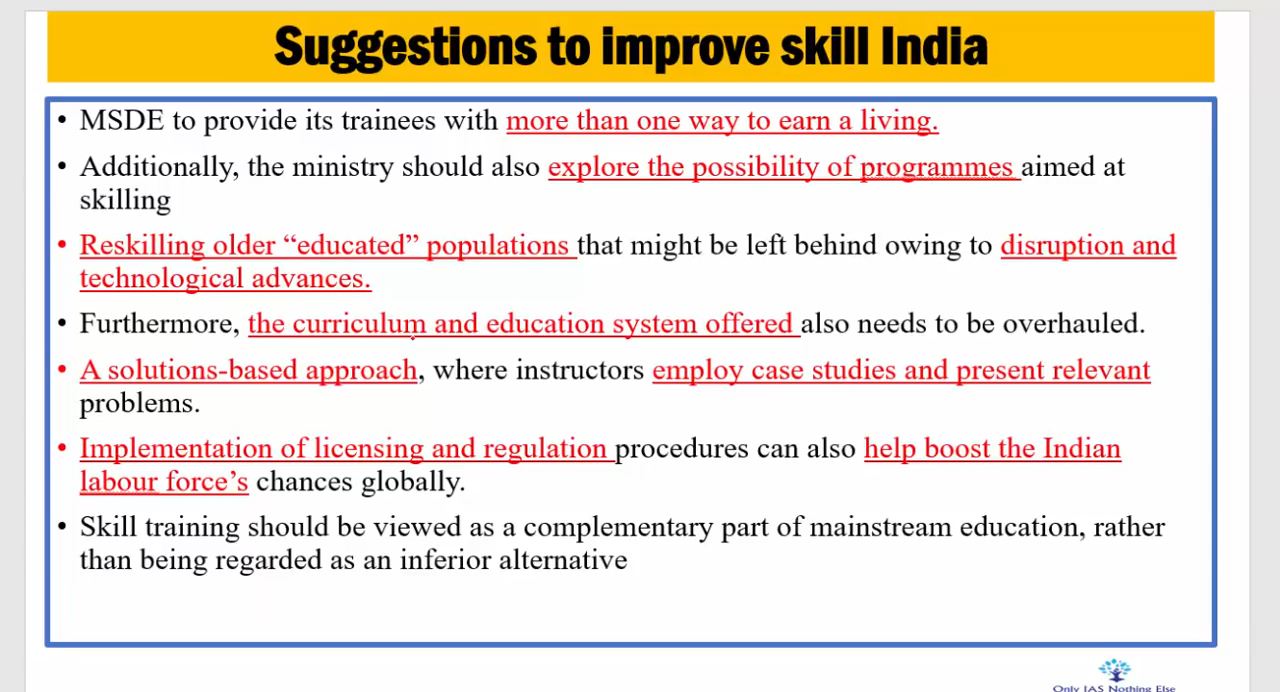 Suggestions to improve skill India
• MSDE to provide its trainees with more than one way to earn a living.
• Additionally, the ministry should also explore the possibility of programmes aimed at
skilling
• Reskilling older “educated” populations that might be left behind owing to disruption and
technological advances.
• Furthermore, the curriculum and education system offered also needs to be overhauled.
• A solutions-based approach, where instructors employ case studies and present relevant
problems.
• Implementation of licensing and regulation procedures can also help boost the Indian
labour force’s chances globally.
• Skill training should be viewed as a complementary part of mainstream education, rather
than being regarded as an inferior alternative
Only IAS Nothing Else